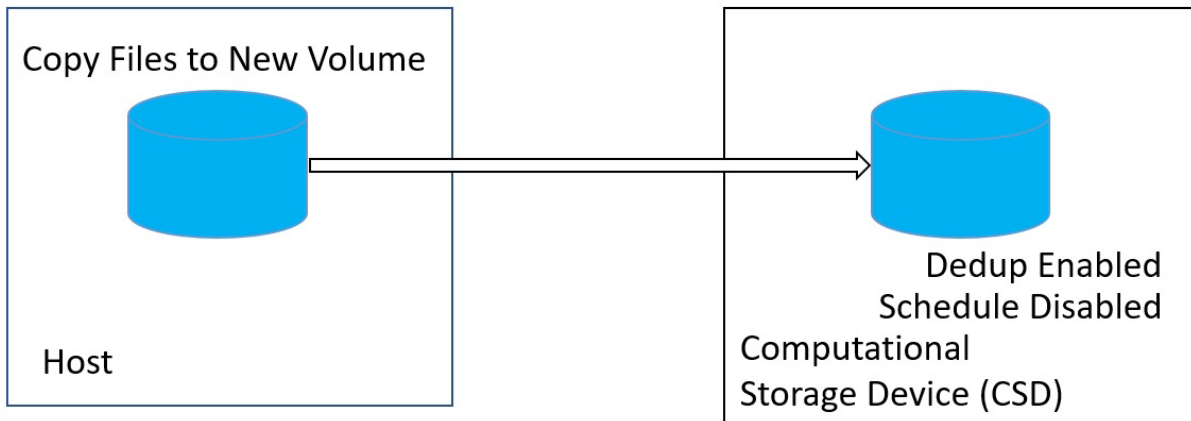 Copy Files to New Volume
Dedup Enabled
Schedule Disabled
Host
Computational
Storage Device (CSD)